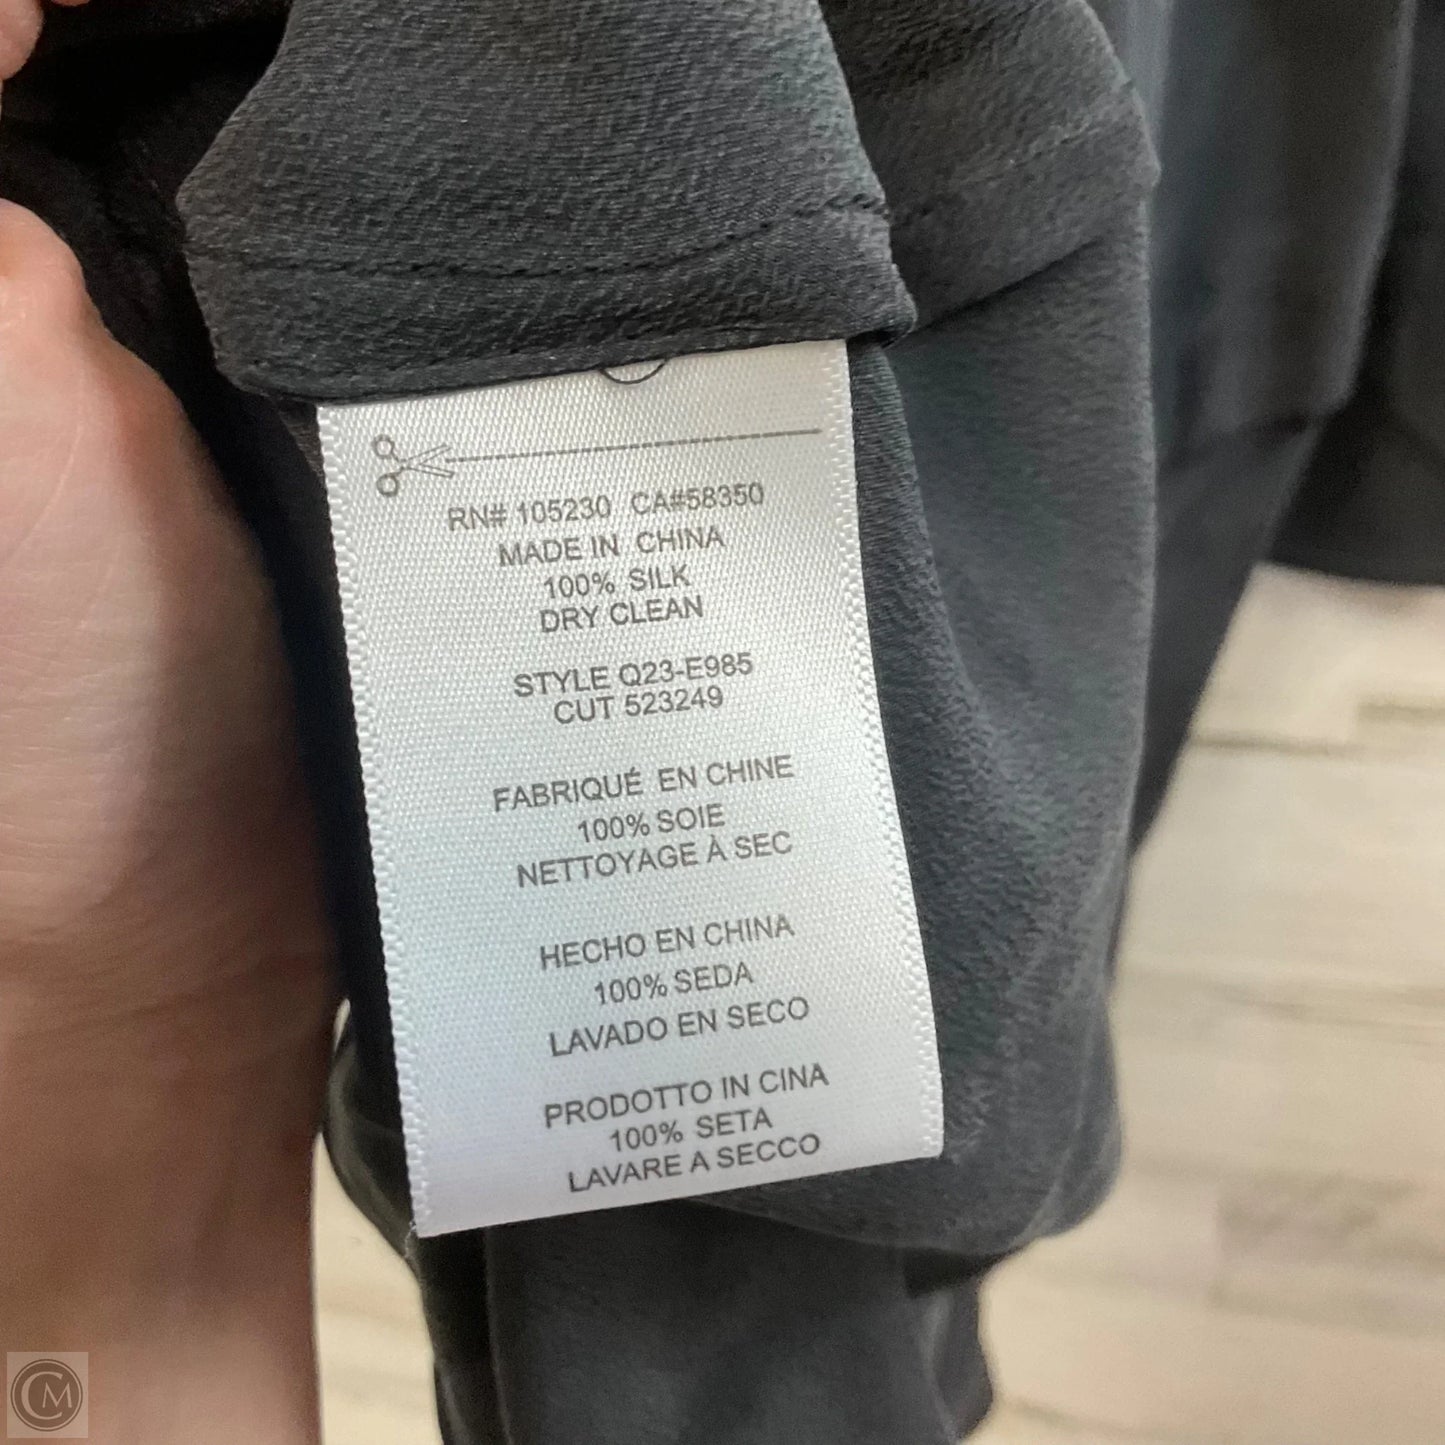 RN# 105230 CA#58350
MADE IN CHINA
100% SILK
DRY CLEAN
STYLE Q23-E985
CUT 523249
FABRIQUÉ EN CHINE
100% SOIE
NETTOYAGE À SEC
HECHO EN CHINA
100% SEDA
LAVADO EN SECO
PRODOTTO IN CINA
100% SETA
LAVARE A SECCO
CM